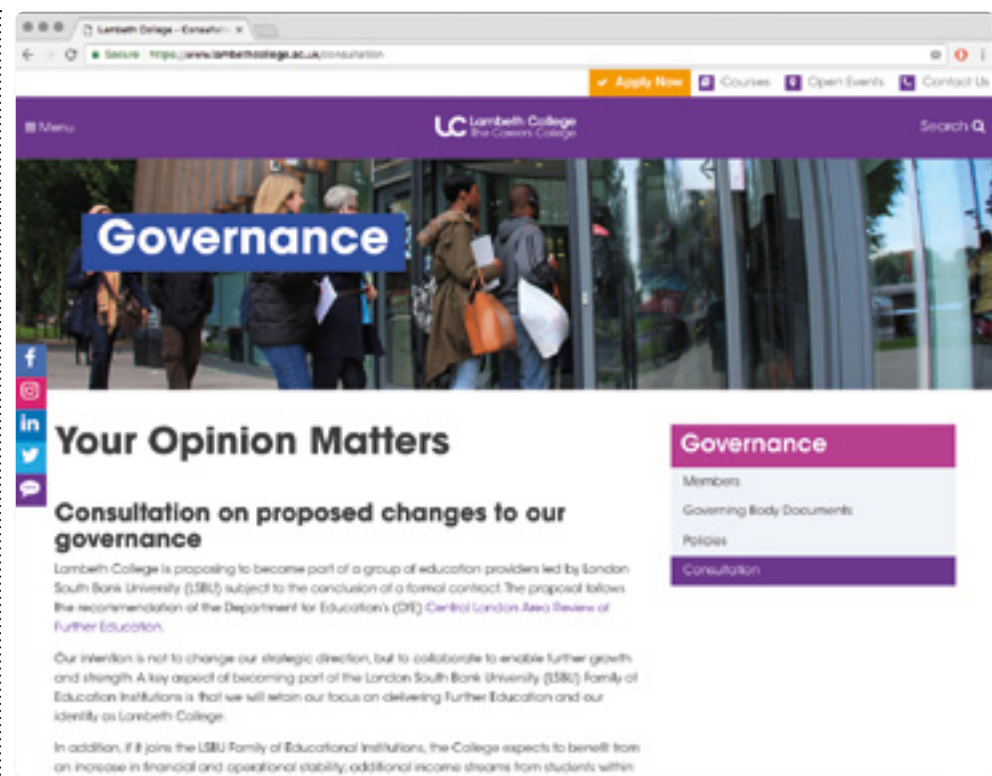 Lambeth College - Consultati
Secure https://www.lambethcollege.ac.uk/consultation
Apply Now Courses Open Events Contact Us
Menu
LC Lambeth College
The Careers College
Search
Governance
f
in
Your Opinion Matters
Consultation on proposed changes to our
governance
Lambeth College is proposing to become part of a group of education providers led by London
South Bank University (LSBU) subject to the conclusion of a formal contract. The proposal follows
the recommendation of the Department for Education's (DfE) Central London Area Review of
Further Education.
Our intention is not to change our strategic direction, but to collaborate to enable further growth
and strength. A key aspect of becoming part of the London South Bank University (LSBU) Family of
Education Institutions is that we will retain our focus on delivering Further Education and our
identity as Lambeth College.
In addition, if it joins the LSBU Family of Educational Institutions, the College expects to benefit from
an increase in financial and operational stability; additional income streams from students within
Governance
Members
Governing Body Documents
Policies
Consultation